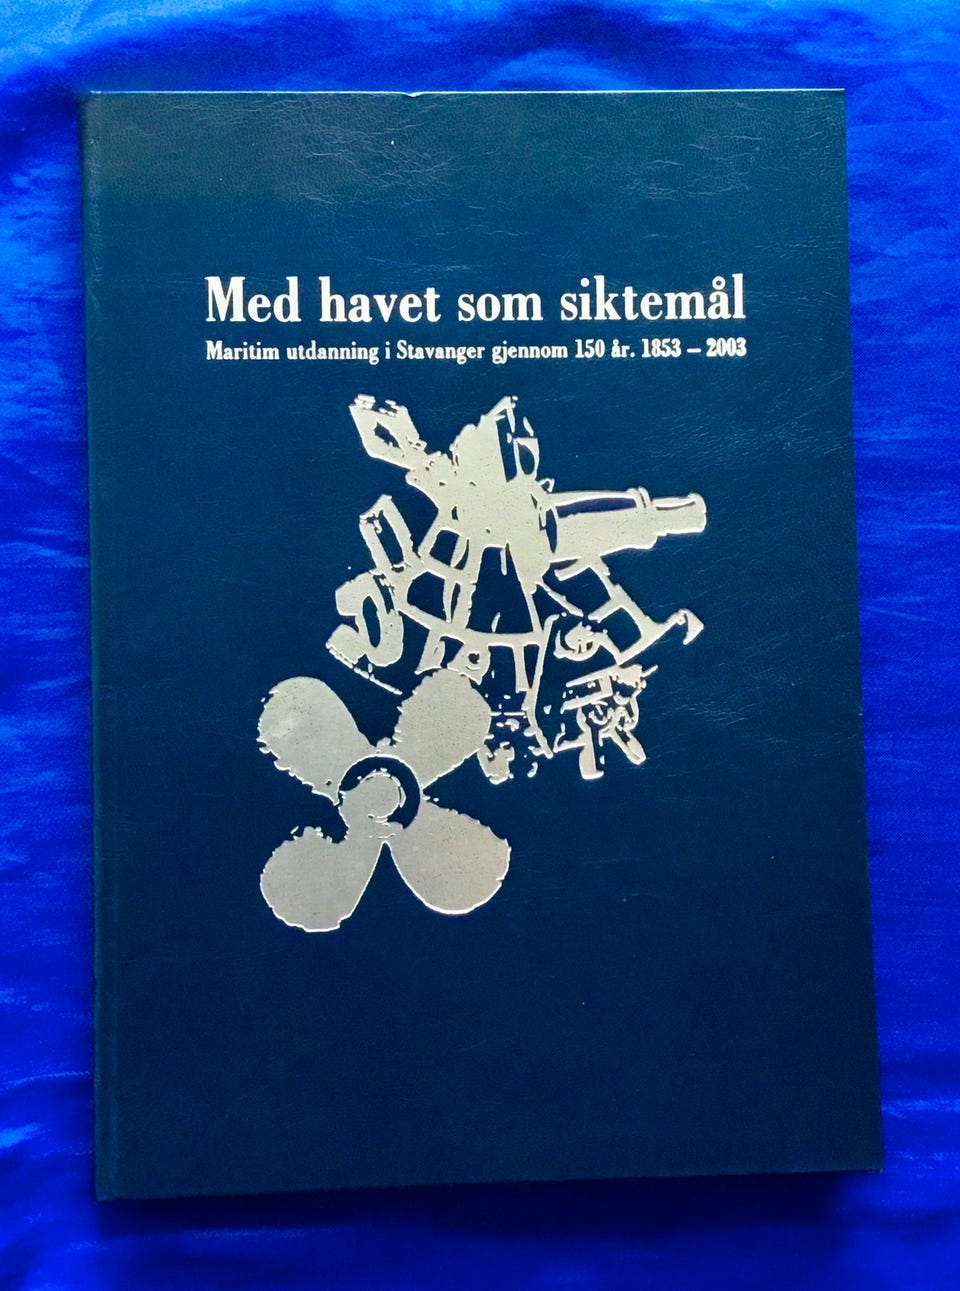 Med havet som siktemål
Maritim utdanning i Stavanger gjennom 150 år. 1853 – 2003